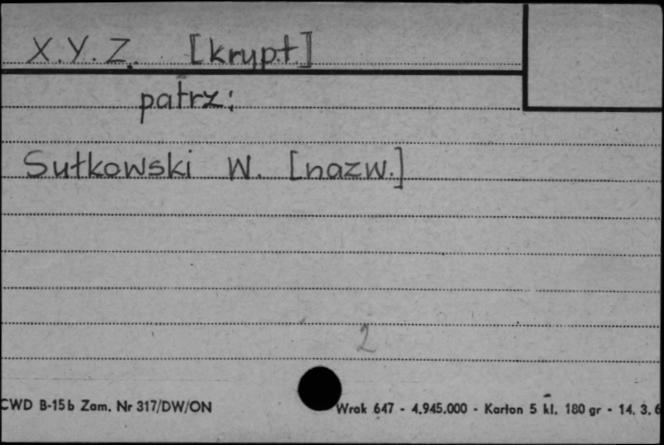 X.Y.Z. [krypt.]
patrz:
Sułkowski W. [nazw.]
2
CWD B-15b Zam. Nr 317/DW/ON Wrak 647 - 4.945.000 - Karton 5 kl. 180 gr - 14. 3. 6